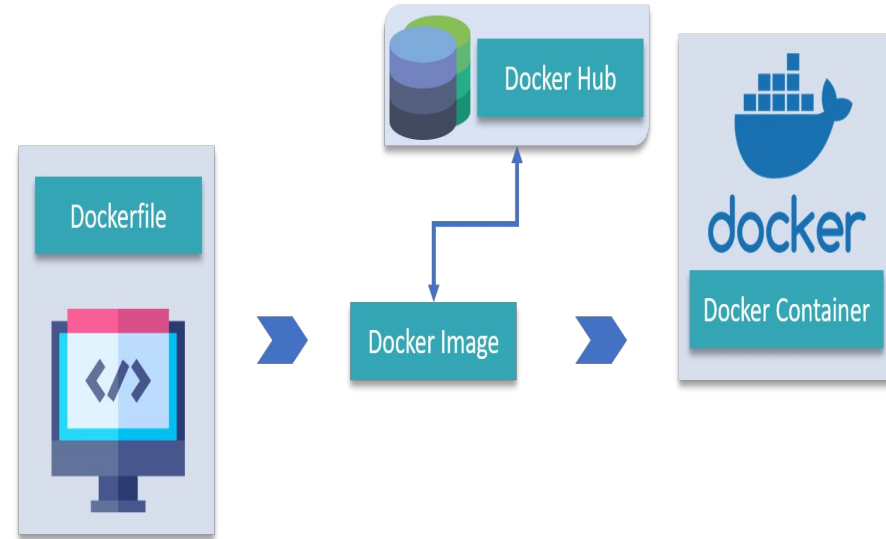 Docker Hub
Dockerfile
</>
Docker Image
docker
Docker Container